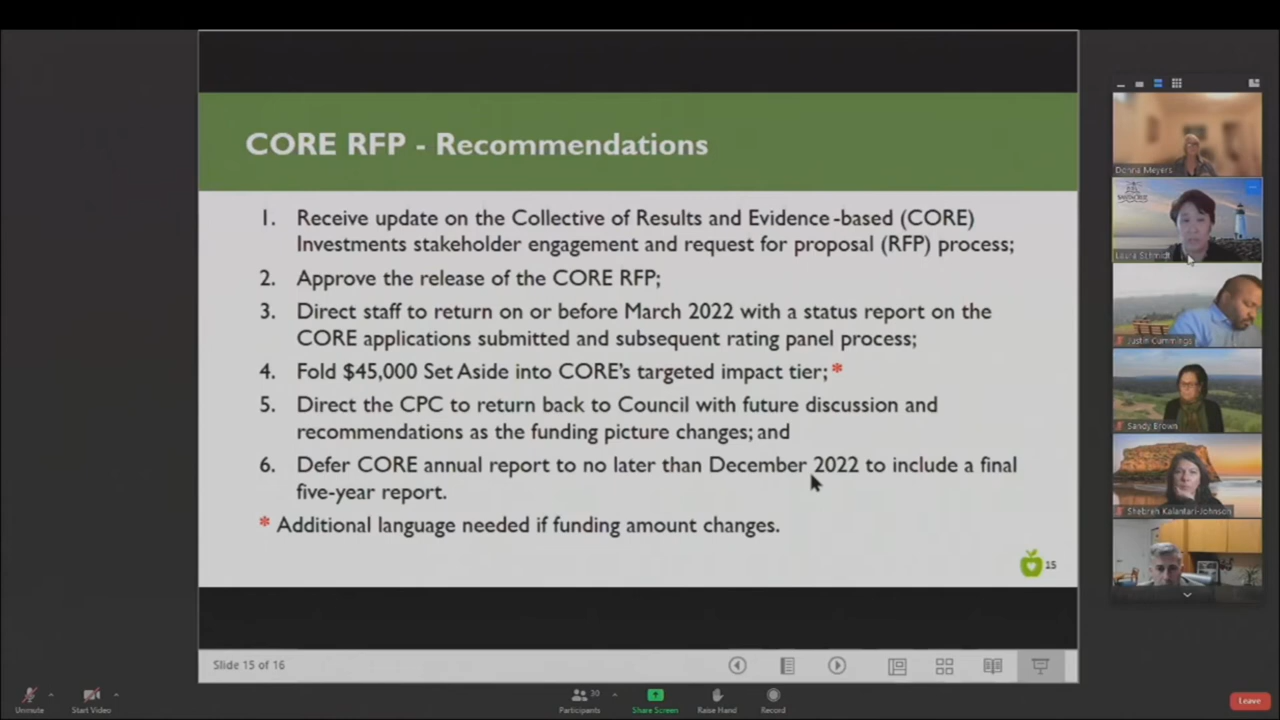 CORE RFP - Recommendations
1. Receive update on the Collective of Results and Evidence-based (CORE)
Investments stakeholder engagement and request for proposal (RFP) process;
2. Approve the release of the CORE RFP;
3. Direct staff to return on or before March 2022 with a status report on the
CORE applications submitted and subsequent rating panel process;
4. Fold $45,000 Set Aside into CORE's targeted impact tier;*
5. Direct the CPC to return back to Council with future discussion and
recommendations as the funding picture changes; and
6. Defer CORE annual report to no later than December 2022 to include a final
five-year report.
* Additional language needed if funding amount changes.
15
Slide 15 of 16
Donna Meyers
Laura Schmidt
Justin Cummings
Sandy Brown
Shebreh Kalantari-Johnson
Unmute
Start Video
30
Participants
Share Screen
Raise Hand
Record
Leave